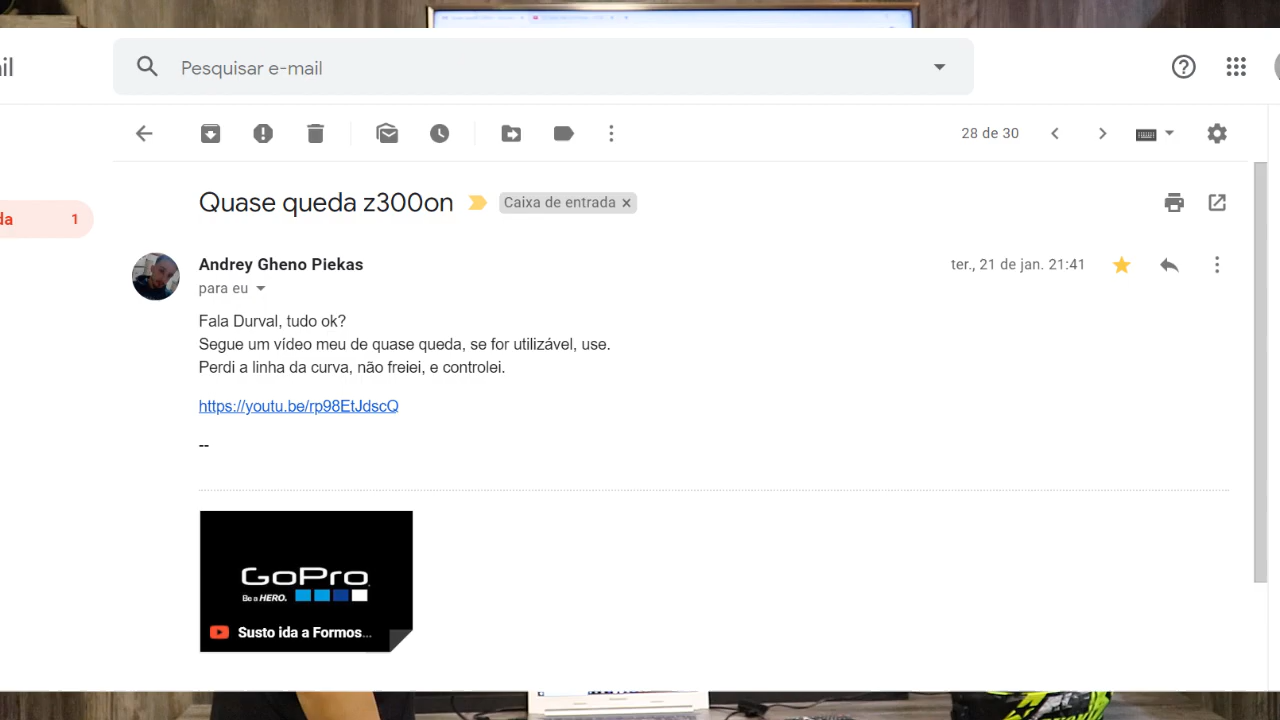 il
Pesquisar e-mail
28 de 30
Quase queda z300on
Caixa de entrada ×
da
1
Andrey Gheno Piekas
ter., 21 de jan. 21:41
para eu
Fala Durval, tudo ok?
Segue um vídeo meu de quase queda, se for utilizável, use.
Perdi a linha da curva, não freiei, e controlei.
https://youtu.be/rp98EtJdscQ
--
GoPro
Be a HERO.
Susto ida a Formos...